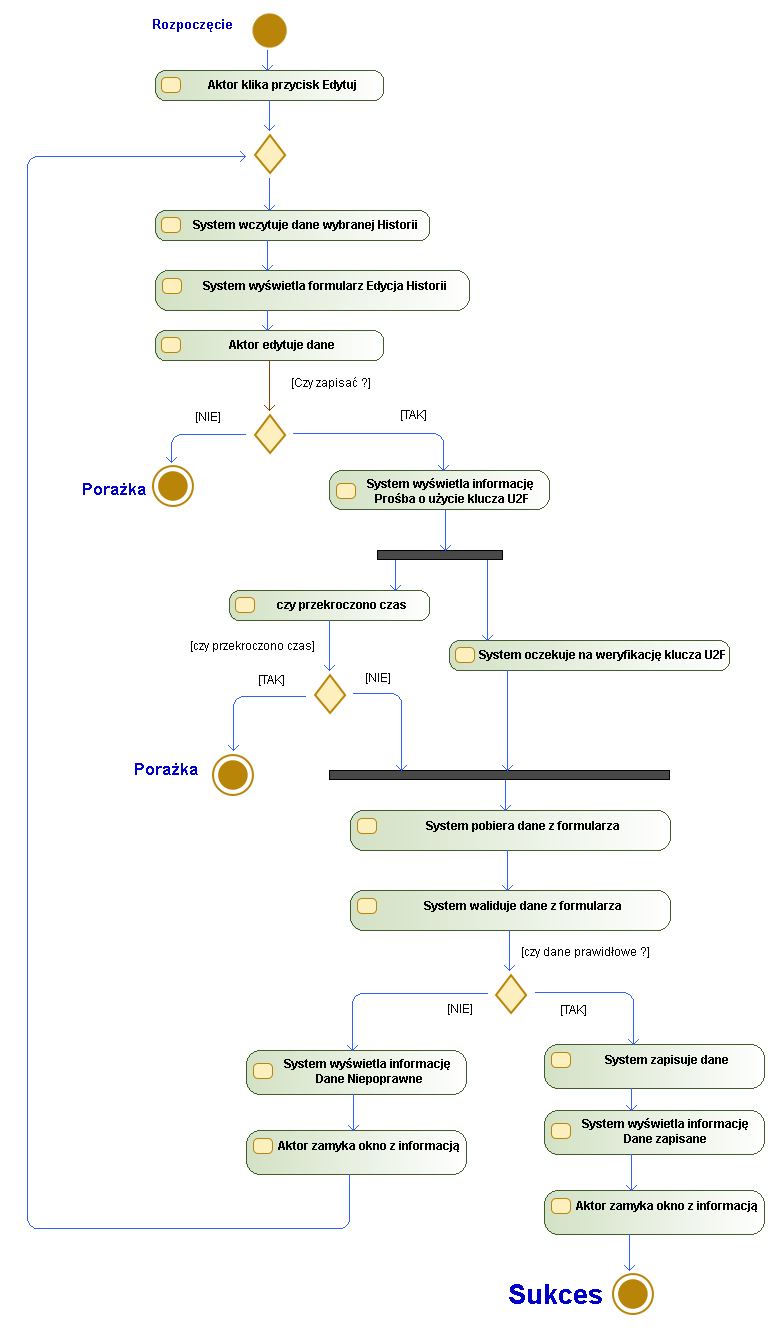 Rozpoczęcie
Aktor klika przycisk Edytuj
System wczytuje dane wybranej Historii
System wyświetla formularz Edycja Historii
Aktor edytuje dane
[Czy zapisać ?]
[NIE]
[TAK]
Porażka
System wyświetla informację
Prośba o użycie klucza U2F
czy przekroczono czas
[czy przekroczono czas]
System oczekuje na weryfikację klucza U2F
[TAK]
[NIE]
Porażka
System pobiera dane z formularza
System waliduje dane z formularza
[czy dane prawidłowe ?]
[NIE]
[TAK]
System wyświetla informację
Dane Niepoprawne
System zapisuje dane
System wyświetla informację
Dane zapisane
Aktor zamyka okno z informacją
Aktor zamyka okno z informacją
Sukces